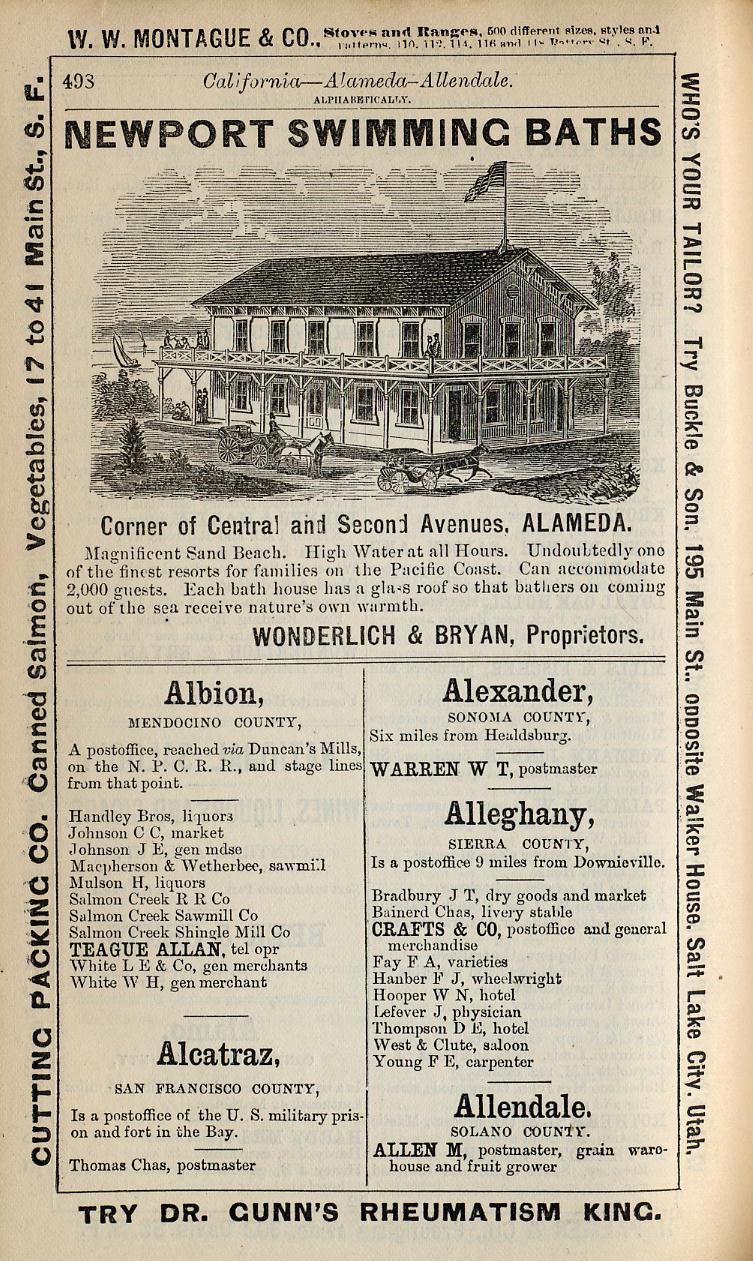 W. W. MONTAGUE & CO., Stoves and Ranges, 500 different sizes, styles and
patterns, 110, 112, 114, 116 and 118 Battery St., S. F.
493
California—Alameda—Allendale.
ALPHABETICALLY.
NEWPORT SWIMMING BATHS
Corner of Central and Second Avenues, ALAMEDA.
Magnificent Sand Beach. High Water at all Hours. Undoubtedly one
of the finest resorts for families on the Pacific Coast. Can accommodate
2,000 guests. Each bath house has a glass roof so that bathers on coming
out of the sea receive nature's own warmth.
WONDERLICH & BRYAN, Proprietors.
Albion,
MENDOCINO COUNTY,
A postoffice, reached via Duncan's Mills,
on the N. P. C. R. R., and stage lines
from that point.
Handley Bros, liquors
Johnson C C, market
Johnson J E, gen mdse
Macpherson & Wetherbee, sawmill
Mulson H, liquors
Salmon Creek R R Co
Salmon Creek Sawmill Co
Salmon Creek Shingle Mill Co
TEAGUE ALLAN, tel opr
White L E & Co, gen merchants
White W H, gen merchant
Alcatraz,
SAN FRANCISCO COUNTY,
Is a postoffice of the U. S. military pris-
on and fort in the Bay.
Thomas Chas, postmaster
Alexander,
SONOMA COUNTY,
Six miles from Healdsburg.
WARREN W T, postmaster
Alleghany,
SIERRA COUNTY,
Is a postoffice 9 miles from Downieville.
Bradbury J T, dry goods and market
Bainerd Chas, livery stable
CRAFTS & CO, postoffice and general
merchandise
Fay F A, varieties
Hauber F J, wheelwright
Hooper W N, hotel
Lefever J, physician
Thompson D E, hotel
West & Clute, saloon
Young F E, carpenter
Allendale.
SOLANO COUNTY.
ALLEN M, postmaster, grain ware-
house and fruit grower
CUTTING PACKING CO. Canned Salmon, Vegetables, 17 to 41 Main St., S. F.
WHO'S YOUR TAILOR? Try Buckle & Son, 195 Main St., opposite Walker House. Salt Lake City. Utah.
TRY DR. GUNN'S RHEUMATISM KING.